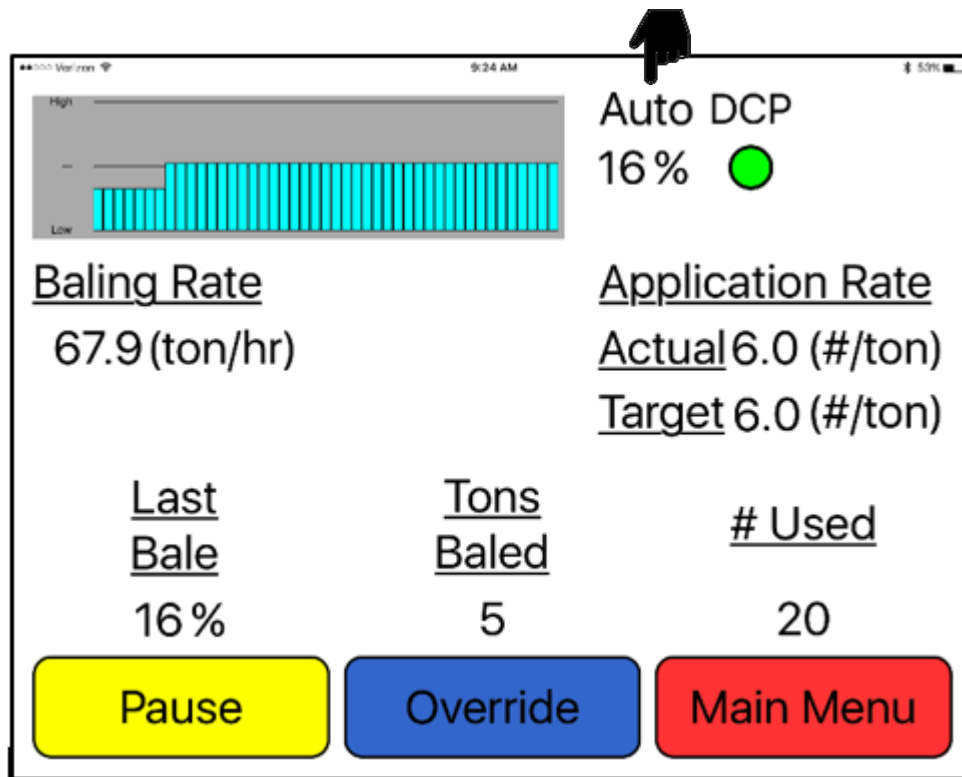 Verizon 9:24 AM 53%
High
Low
Auto DCP
16 %
Baling Rate
67.9 (ton/hr)
Application Rate
Actual 6.0 (#/ton)
Target 6.0 (#/ton)
Last Bale
16 %
Tons Baled
5
# Used
20
Pause
Override
Main Menu